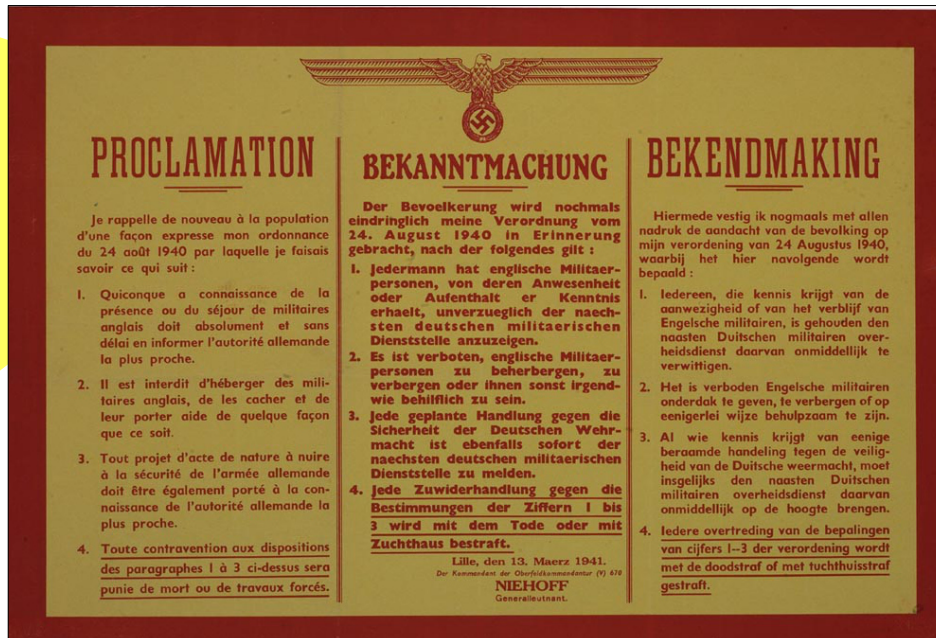 PROCLAMATION
Je rappelle de nouveau à la population
d'une façon expresse mon ordonnance
du 24 août 1940 par laquelle je faisais
savoir ce qui suit :
1. Quiconque a connaissance de la
présence ou du séjour de militaires
anglais doit absolument et sans
délai en informer l'autorité allemande
la plus proche.
2. Il est interdit d'héberger des mili-
taires anglais, de les cacher et de
leur porter aide de quelque façon
que ce soit.
3. Tout projet d'acte de nature à nuire
à la sécurité de l'armée allemande
doit être également porté à la con-
naissance de l'autorité allemande la
plus proche.
4. Toute contravention aux dispositions
des paragraphes 1 à 3 ci-dessus sera
punie de mort ou de travaux forcés.
BEKANNTMACHUNG
Der Bevoelkerung wird nochmals
eindringlich meine Verordnung vom
24. August 1940 in Erinnerung
gebracht, nach der folgendes gilt :
1. Jedermann hat englische Militaer-
personen, von deren Anwesenheit
oder Aufenthalt er Kenntnis
erhaelt, unverzueglich der naech-
sten deutschen militaerischen
Dienststelle anzuzeigen.
2. Es ist verboten, englische Militaer-
personen zu beherbergen, zu
verbergen oder ihnen sonst irgend-
wie behilflich zu sein.
3. Jede geplante Handlung gegen die
Sicherheit der Deutschen Wehr-
macht ist ebenfalls sofort der
naechsten deutschen militaerischen
Dienststelle zu melden.
4. Jede Zuwiderhandlung gegen die
Bestimmungen der Ziffern 1 bis
3 wird mit dem Tode oder mit
Zuchthaus bestraft.
Lille, den 13. Maerz 1941.
Der Kommandant der Oberfeldkommandantur (V) 670
NIEHOFF
Generalleutnant.
BEKENDMAKING
Hiermede vestig ik nogmaals met allen
nadruk de aandacht van de bevolking op
mijn verordening van 24 Augustus 1940,
waarbij het hier navolgende wordt
bepaald :
1. Iedereen, die kennis krijgt van de
aanwezigheid of van het verblijf van
Engelsche militairen, is gehouden den
naasten Duitschen militairen over-
heidsdienst daarvan onmiddellijk te
verwittigen.
2. Het is verboden Engelsche militairen
onderdak te geven, te verbergen of op
eenigerlei wijze behulpzaam te zijn.
3. Al wie kennis krijgt van eenige
beraamde handeling tegen de veilig-
heid van de Duitsche weermacht, moet
insgelijks den naasten Duitschen
militairen overheidsdienst daarvan
onmiddellijk op de hoogte brengen.
4. Iedere overtreding van de bepalingen
van cijfers 1--3 der verordening wordt
met de doodstraf of met tuchthuisstraf
gestraft.